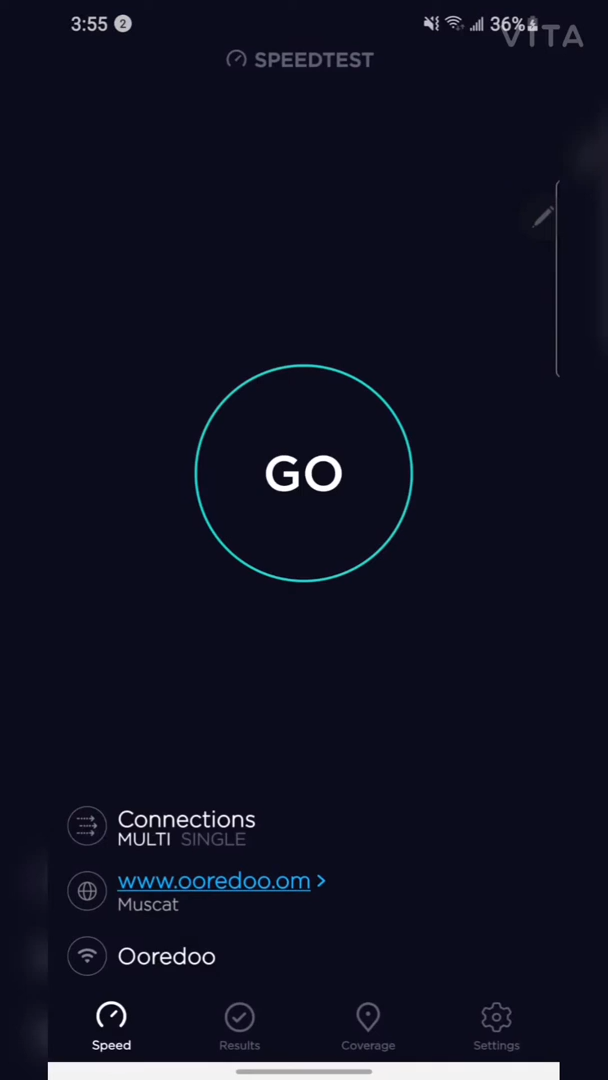 3:55 2 36%
VITA
SPEEDTEST
GO
Connections
MULTI SINGLE
www.ooredoo.om >
Muscat
Ooredoo
Speed Results Coverage Settings